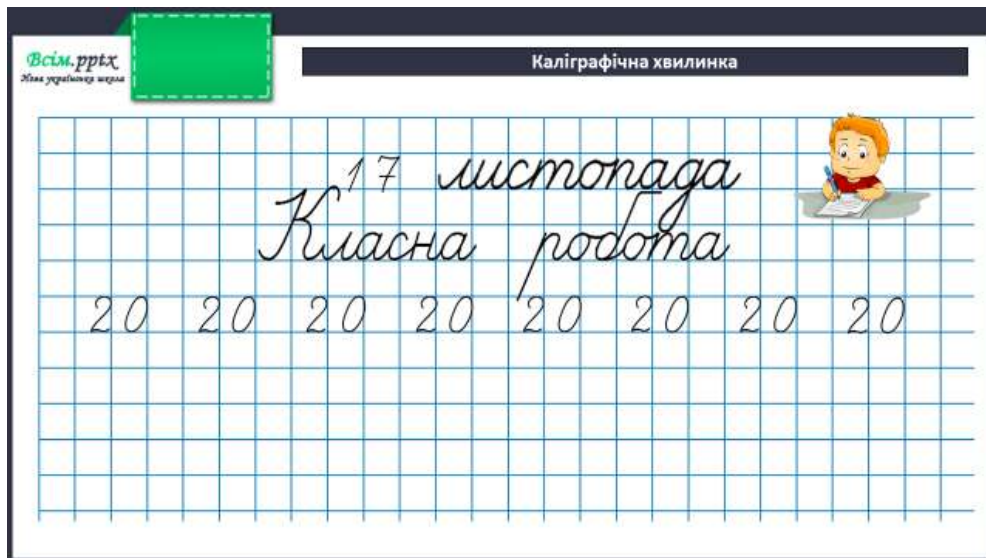 Всім.pptx
Нова українська школа
Каліграфічна хвилинка
17 листопада
Класна робота
20 20 20 20 20 20 20 20